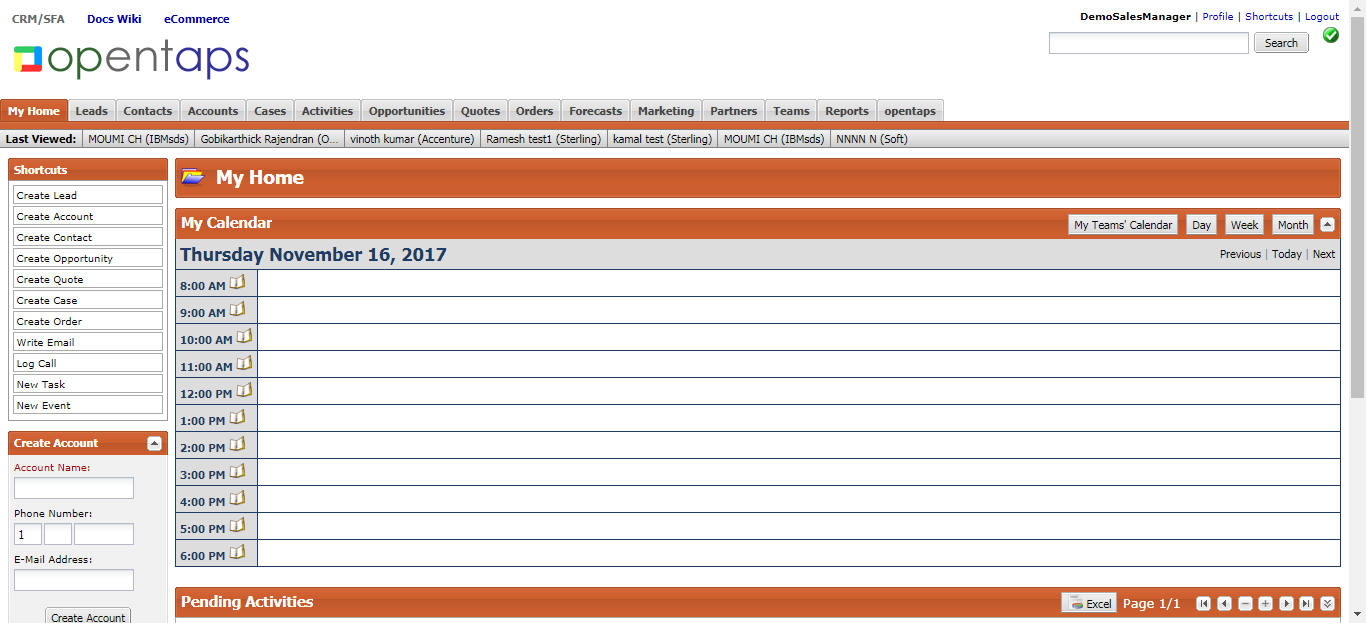 CRM/SFA Docs Wiki eCommerce
DemoSalesManager | Profile | Shortcuts | Logout
opentaps
Search
My Home Leads Contacts Accounts Cases Activities Opportunities Quotes Orders Forecasts Marketing Partners Teams Reports opentaps
Last Viewed: MOUMI CH (IBMsds) Gobikarthick Rajendran (O... vinoth kumar (Accenture) Ramesh test1 (Sterling) kamal test (Sterling) MOUMI CH (IBMsds) NNNN N (Soft)
Shortcuts
Create Lead
Create Account
Create Contact
Create Opportunity
Create Quote
Create Case
Create Order
Write Email
Log Call
New Task
New Event
Create Account
Account Name:
Phone Number:
1
E-Mail Address:
Create Account
My Home
My Calendar
My Teams' Calendar Day Week Month
Thursday November 16, 2017
Previous | Today | Next
8:00 AM
9:00 AM
10:00 AM
11:00 AM
12:00 PM
1:00 PM
2:00 PM
3:00 PM
4:00 PM
5:00 PM
6:00 PM
Pending Activities
Excel Page 1/1